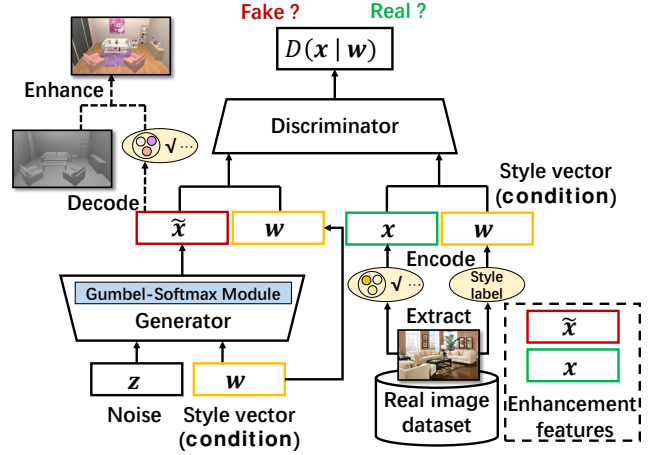 Fake ?
Real ?
D(x | w)
Enhance
Discriminator
√ ...
Decode
Style vector
(condition)
x̃
w
x
w
Encode
√ ...
Style
label
Gumbel-Softmax Module
Generator
Extract
z
w
Noise
Style vector
(condition)
Real image
dataset
x̃
x
Enhancement
features